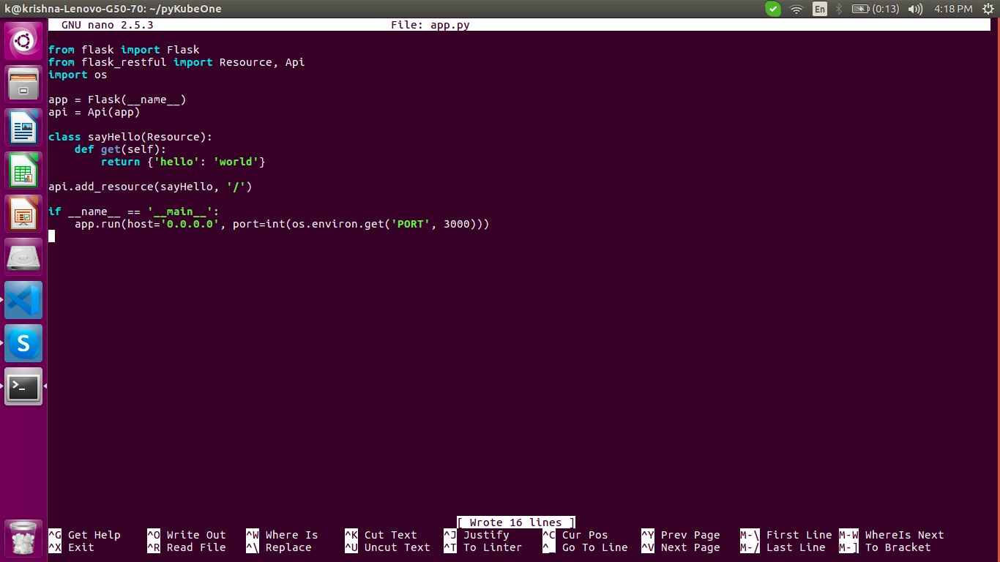 k@krishna-Lenovo-G50-70: ~/pyKubeOne En (0:13) 4:18 PM
GNU nano 2.5.3 File: app.py
from flask import Flask
from flask_restful import Resource, Api
import os
app = Flask(__name__)
api = Api(app)
class sayHello(Resource):
    def get(self):
        return {'hello': 'world'}
api.add_resource(sayHello, '/')
if __name__ == '__main__':
    app.run(host='0.0.0.0', port=int(os.environ.get('PORT', 3000)))
[ Wrote 16 lines ]
^G Get Help ^O Write Out ^W Where Is ^K Cut Text ^J Justify ^C Cur Pos ^Y Prev Page M-\ First Line M-W WhereIs Next
^X Exit ^R Read File ^\ Replace ^U Uncut Text ^T To Linter ^_ Go To Line ^V Next Page M-/ Last Line M-] To Bracket